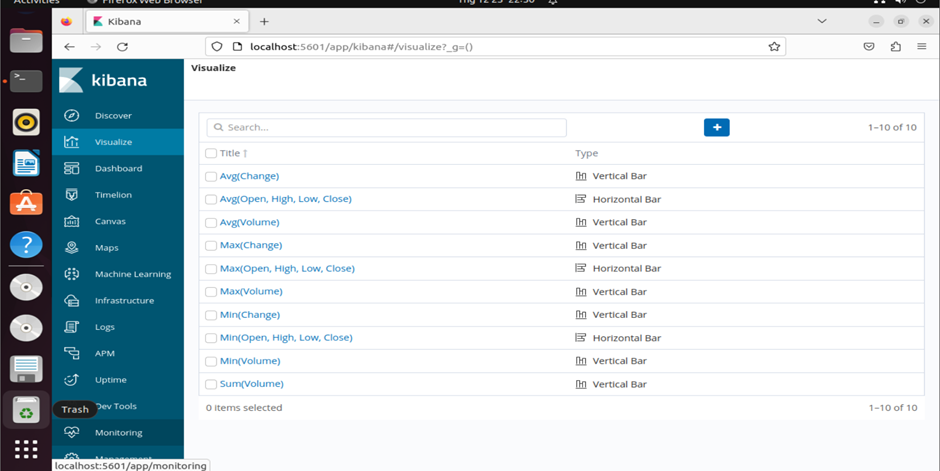 Activities Firefox Web Browser
Kibana
localhost:5601/app/kibana#/visualize?_g=()
kibana
Discover
Visualize
Dashboard
Timelion
Canvas
Maps
Machine Learning
Infrastructure
Logs
APM
Uptime
Dev Tools
Monitoring
Management
Trash
localhost:5601/app/monitoring
Visualize
Search...
1–10 of 10
Title Type
Avg(Change) Vertical Bar
Avg(Open, High, Low, Close) Horizontal Bar
Avg(Volume) Vertical Bar
Max(Change) Vertical Bar
Max(Open, High, Low, Close) Horizontal Bar
Max(Volume) Vertical Bar
Min(Change) Vertical Bar
Min(Open, High, Low, Close) Horizontal Bar
Min(Volume) Vertical Bar
Sum(Volume) Vertical Bar
0 items selected 1–10 of 10